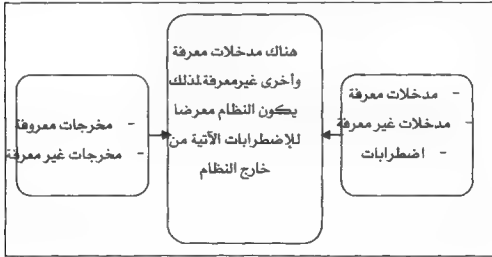 - مدخلات معرفة
- مدخلات غير معرفة
- اضطرابات
هناك مدخلات معرفة
وأخرى غيرمعرفة لذلك
يكون النظام معرضا
للإضطرابات الآتية من
خارج النظام
- مخرجات معروفة
- مخرجات غير معرفة